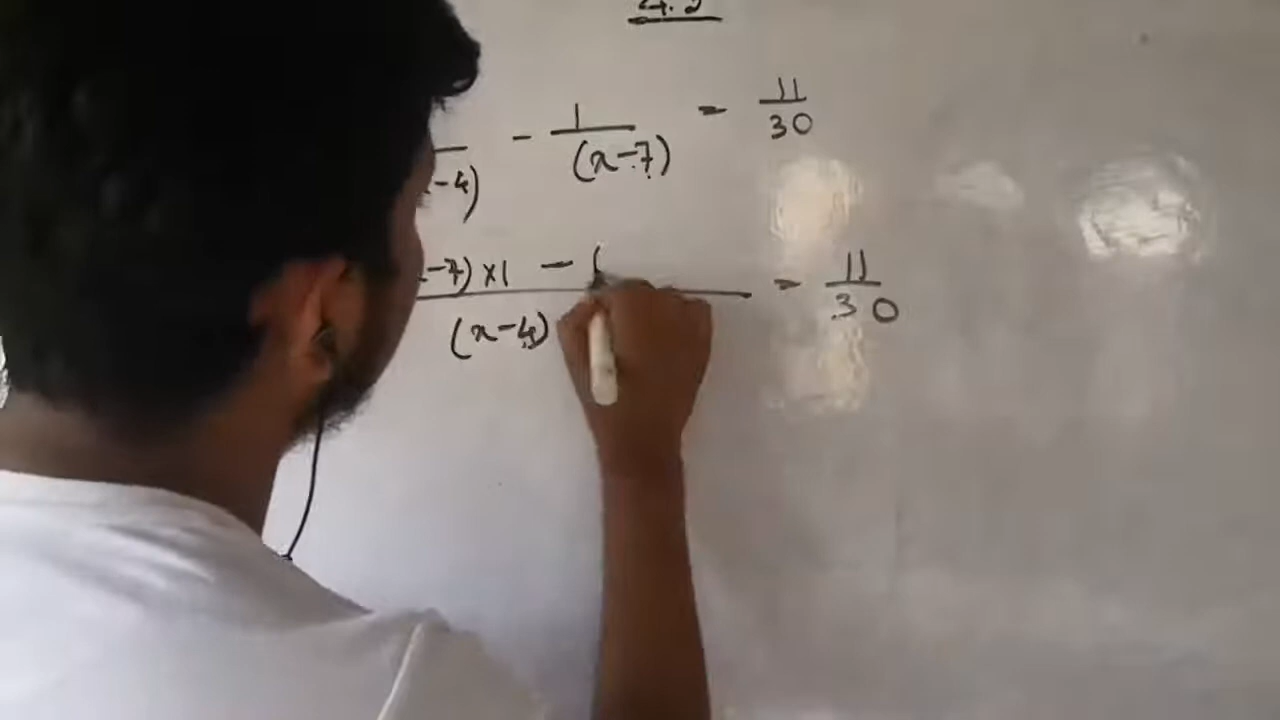 -4) - 1/(x-7) = 11/30
-7)×1 - ( / (x-4) = 11/30